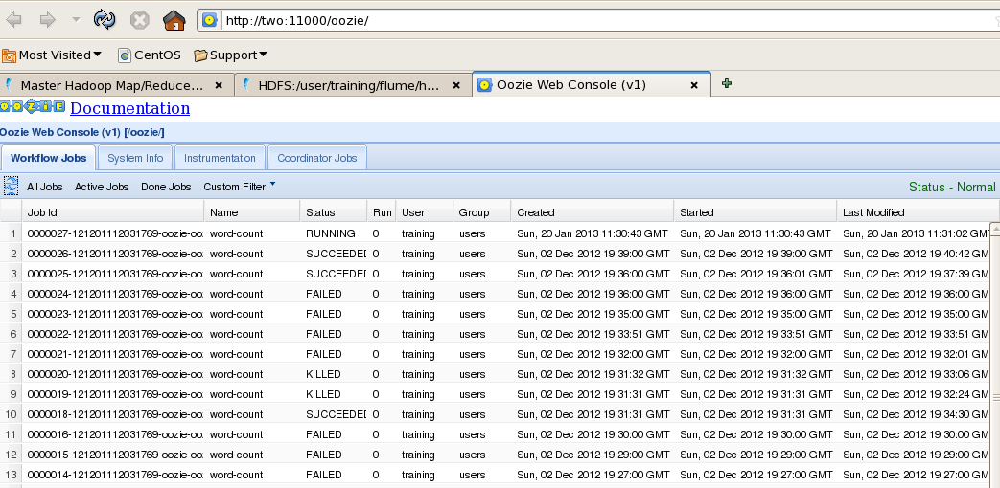 http://two:11000/oozie/
Most Visited CentOS Support
Master Hadoop Map/Reduce... HDFS:/user/training/flume/h... Oozie Web Console (v1)
OOZIE Documentation
Oozie Web Console (v1) [/oozie/]
Workflow Jobs System Info Instrumentation Coordinator Jobs
All Jobs Active Jobs Done Jobs Custom Filter Status - Normal
Job Id Name Status Run User Group Created Started Last Modified
1 0000027-121201112031769-oozie-oo: word-count RUNNING 0 training users Sun, 20 Jan 2013 11:30:43 GMT Sun, 20 Jan 2013 11:30:43 GMT Sun, 20 Jan 2013 11:31:02 GMT
2 0000026-121201112031769-oozie-oo: word-count SUCCEEDED 0 training users Sun, 02 Dec 2012 19:39:00 GMT Sun, 02 Dec 2012 19:39:00 GMT Sun, 02 Dec 2012 19:40:42 GM
3 0000025-121201112031769-oozie-oo: word-count SUCCEEDED 0 training users Sun, 02 Dec 2012 19:36:00 GMT Sun, 02 Dec 2012 19:36:01 GMT Sun, 02 Dec 2012 19:37:39 GM
4 0000024-121201112031769-oozie-oo: word-count FAILED 0 training users Sun, 02 Dec 2012 19:36:00 GMT Sun, 02 Dec 2012 19:36:00 GMT Sun, 02 Dec 2012 19:36:00 GM
5 0000023-121201112031769-oozie-oo: word-count FAILED 0 training users Sun, 02 Dec 2012 19:35:00 GMT Sun, 02 Dec 2012 19:35:00 GMT Sun, 02 Dec 2012 19:35:00 GM
6 0000022-121201112031769-oozie-oo: word-count FAILED 0 training users Sun, 02 Dec 2012 19:33:51 GMT Sun, 02 Dec 2012 19:33:51 GMT Sun, 02 Dec 2012 19:33:51 GM
7 0000021-121201112031769-oozie-oo: word-count FAILED 0 training users Sun, 02 Dec 2012 19:32:00 GMT Sun, 02 Dec 2012 19:32:00 GMT Sun, 02 Dec 2012 19:32:01 GM
8 0000020-121201112031769-oozie-oo: word-count KILLED 0 training users Sun, 02 Dec 2012 19:31:32 GMT Sun, 02 Dec 2012 19:31:32 GMT Sun, 02 Dec 2012 19:33:06 GM
9 0000019-121201112031769-oozie-oo: word-count KILLED 0 training users Sun, 02 Dec 2012 19:31:31 GMT Sun, 02 Dec 2012 19:31:31 GMT Sun, 02 Dec 2012 19:32:24 GM
10 0000018-121201112031769-oozie-oo: word-count SUCCEEDED 0 training users Sun, 02 Dec 2012 19:31:31 GMT Sun, 02 Dec 2012 19:31:31 GMT Sun, 02 Dec 2012 19:34:30 GM
11 0000016-121201112031769-oozie-oo: word-count FAILED 0 training users Sun, 02 Dec 2012 19:30:00 GMT Sun, 02 Dec 2012 19:30:00 GMT Sun, 02 Dec 2012 19:30:00 GM
12 0000015-121201112031769-oozie-oo: word-count FAILED 0 training users Sun, 02 Dec 2012 19:29:00 GMT Sun, 02 Dec 2012 19:29:00 GMT Sun, 02 Dec 2012 19:29:00 GM
13 0000014-121201112031769-oozie-oo: word-count FAILED 0 training users Sun, 02 Dec 2012 19:27:00 GMT Sun, 02 Dec 2012 19:27:00 GMT Sun, 02 Dec 2012 19:27:00 GM